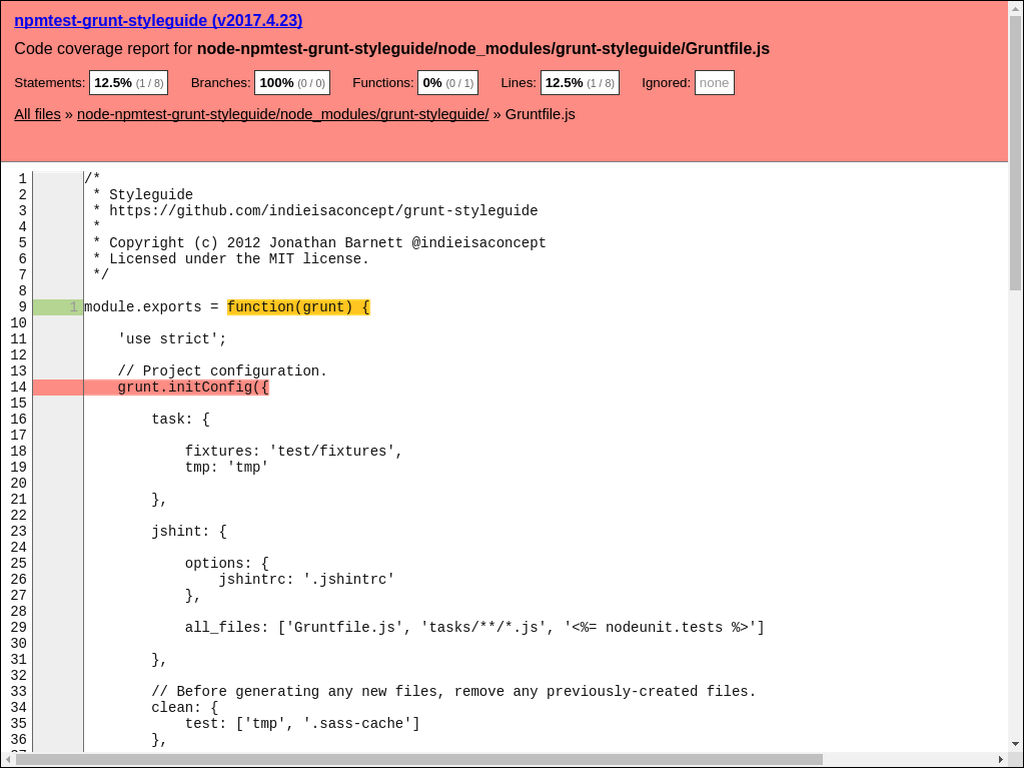 npmtest-grunt-styleguide (v2017.4.23)
Code coverage report for node-npmtest-grunt-styleguide/node_modules/grunt-styleguide/Gruntfile.js
Statements: 12.5% (1 / 8) Branches: 100% (0 / 0) Functions: 0% (0 / 1) Lines: 12.5% (1 / 8) Ignored: none
All files » node-npmtest-grunt-styleguide/node_modules/grunt-styleguide/ » Gruntfile.js
1 /*
2  * Styleguide
3  * https://github.com/indieisaconcept/grunt-styleguide
4  *
5  * Copyright (c) 2012 Jonathan Barnett @indieisaconcept
6  * Licensed under the MIT license.
7  */
8
9 1 module.exports = function(grunt) {
10
11     'use strict';
12
13     // Project configuration.
14     grunt.initConfig({
15
16         task: {
17
18             fixtures: 'test/fixtures',
19             tmp: 'tmp'
20
21         },
22
23         jshint: {
24
25             options: {
26                 jshintrc: '.jshintrc'
27             },
28
29             all_files: ['Gruntfile.js', 'tasks/**/*.js', '<%= nodeunit.tests %>']
30
31         },
32
33         // Before generating any new files, remove any previously-created files.
34         clean: {
35             test: ['tmp', '.sass-cache']
36         },